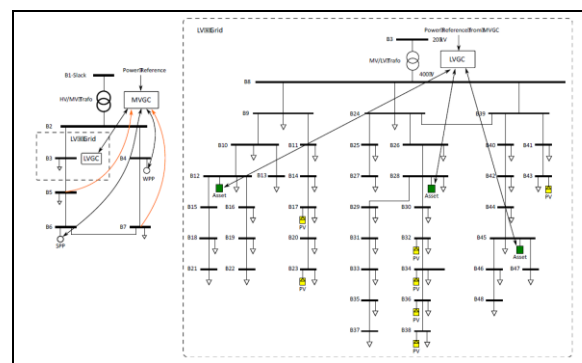 LV Grid
B3
20 kV
Power Reference from MVGC
MV/LV Trafo
LVGC
400 V
B8
B1-Slack
Power Reference
HV/MV Trafo
MVGC
B2
LV Grid
B3
LVGC
B4
WPP
B5
B6
SPP
B7
B9
B24
B39
B10
B11
B25
B26
B40
B41
B12
B13
B14
B27
B28
B42
B43
Asset
Asset
PV
B15
B16
B17
B29
B30
B44
PV
B18
B19
B20
B31
B32
B45
PV
Asset
B21
B22
B23
B33
B34
B46
B47
PV
PV
B35
B36
B48
PV
B37
B38
PV